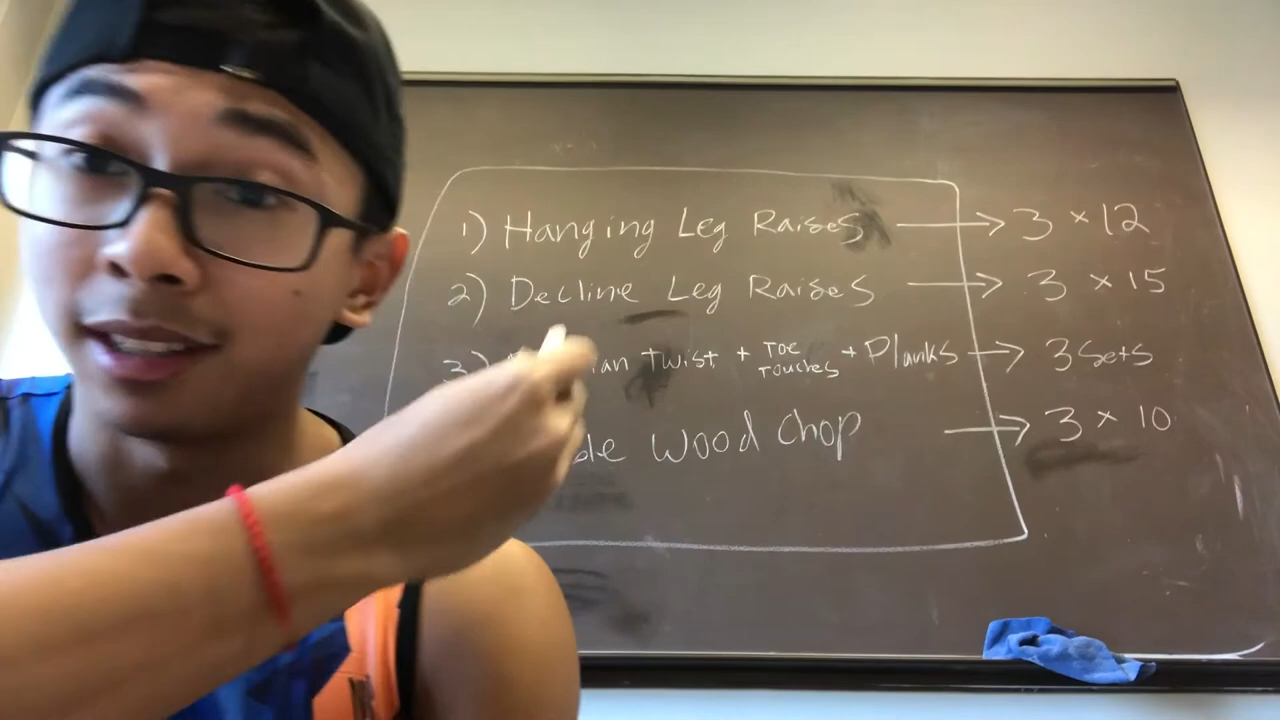 1) Hanging Leg Raises → 3 × 12
2) Decline Leg Raises → 3 × 15
3) Twist + Toe Touches + Planks → 3 sets
Wood Chop → 3 × 10